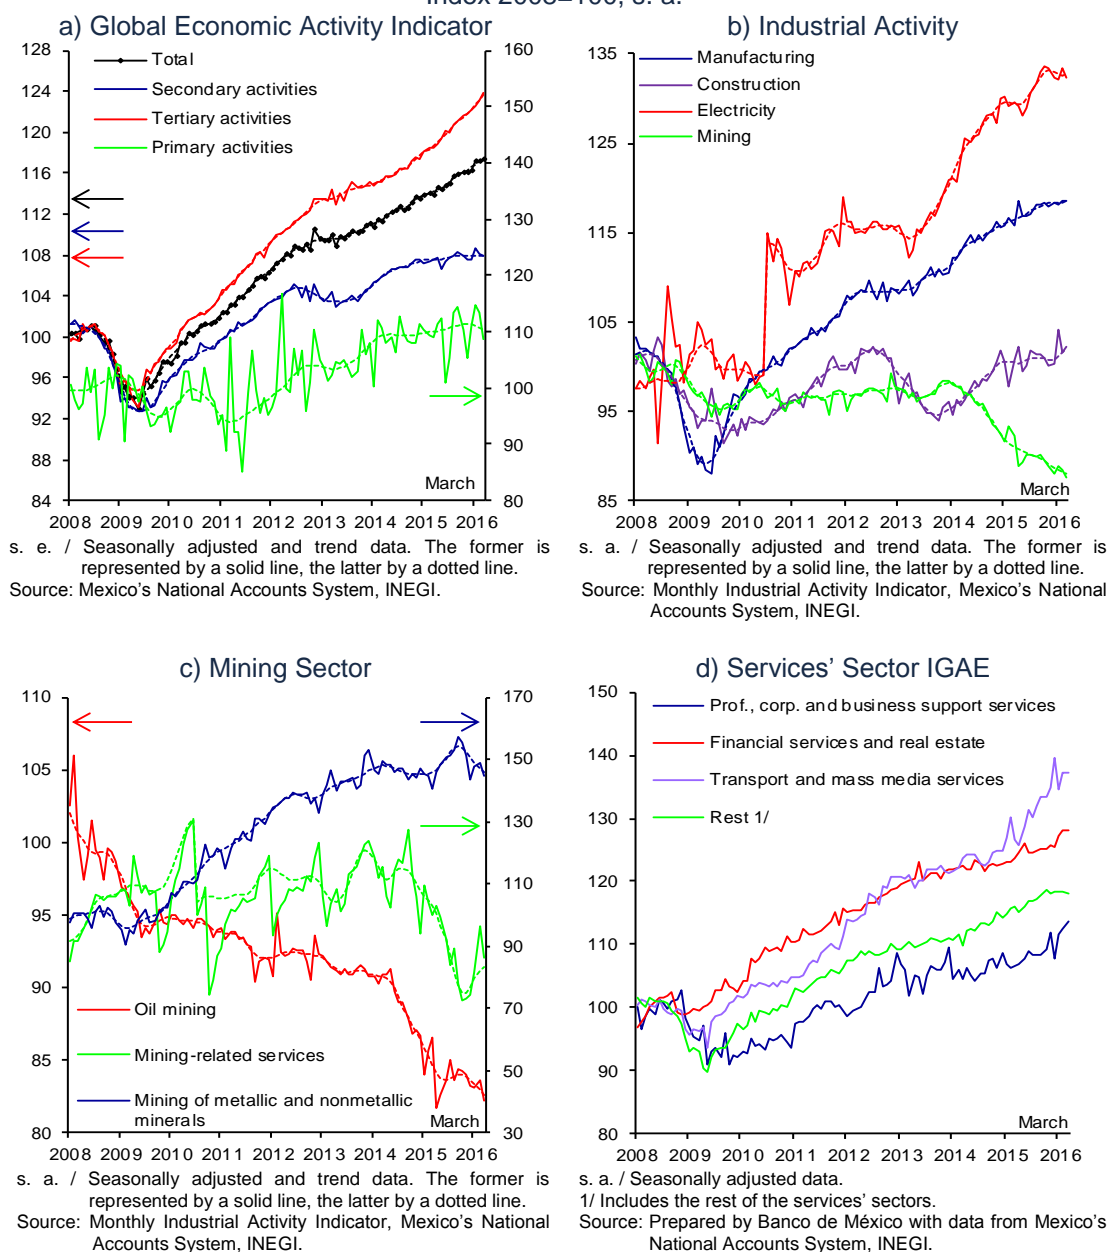 Index 2008=100, s. a.
a) Global Economic Activity Indicator
128
124
120
116
112
108
104
100
96
92
88
84
160
150
140
130
120
110
100
90
80
Total
Secondary activities
Tertiary activities
Primary activities
March
2008 2009 2010 2011 2012 2013 2014 2015 2016
s. e. / Seasonally adjusted and trend data. The former is
represented by a solid line, the latter by a dotted line.
Source: Mexico's National Accounts System, INEGI.
b) Industrial Activity
135
125
115
105
95
85
Manufacturing
Construction
Electricity
Mining
March
2008 2009 2010 2011 2012 2013 2014 2015 2016
s. a. / Seasonally adjusted and trend data. The former is
represented by a solid line, the latter by a dotted line.
Source: Monthly Industrial Activity Indicator, Mexico's National
Accounts System, INEGI.
c) Mining Sector
110
105
100
95
90
85
80
170
150
130
110
90
70
50
30
Oil mining
Mining-related services
Mining of metallic and nonmetallic
minerals
March
2008 2009 2010 2011 2012 2013 2014 2015 2016
s. a. / Seasonally adjusted and trend data. The former is
represented by a solid line, the latter by a dotted line.
Source: Monthly Industrial Activity Indicator, Mexico's National
Accounts System, INEGI.
d) Services' Sector IGAE
150
140
130
120
110
100
90
80
Prof., corp. and business support services
Financial services and real estate
Transport and mass media services
Rest 1/
March
2008 2009 2010 2011 2012 2013 2014 2015 2016
s. a. / Seasonally adjusted data.
1/ Includes the rest of the services' sectors.
Source: Prepared by Banco de México with data from Mexico's
National Accounts System, INEGI.